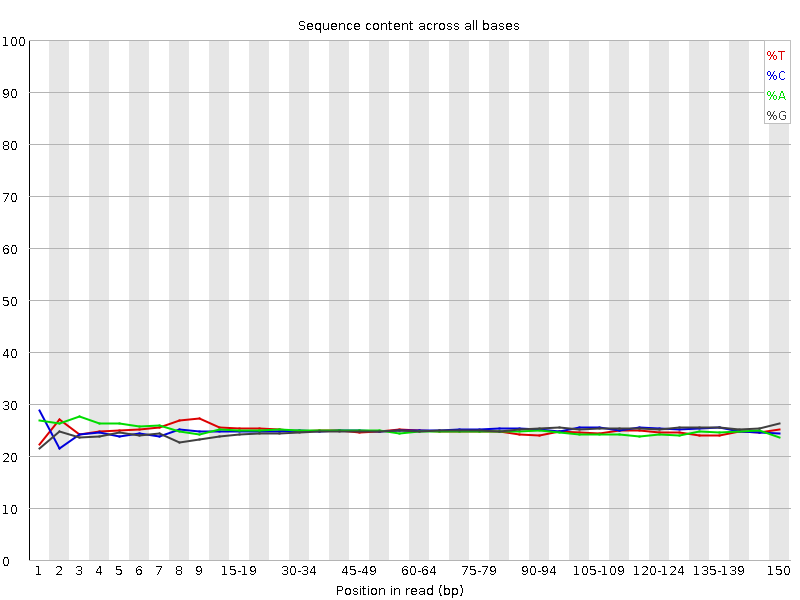 Sequence content across all bases
100
90
80
70
60
50
40
30
20
10
0
%T
%C
%A
%G
1 2 3 4 5 6 7 8 9 15-19 30-34 45-49 60-64 75-79 90-94 105-109 120-124 135-139 150
Position in read (bp)